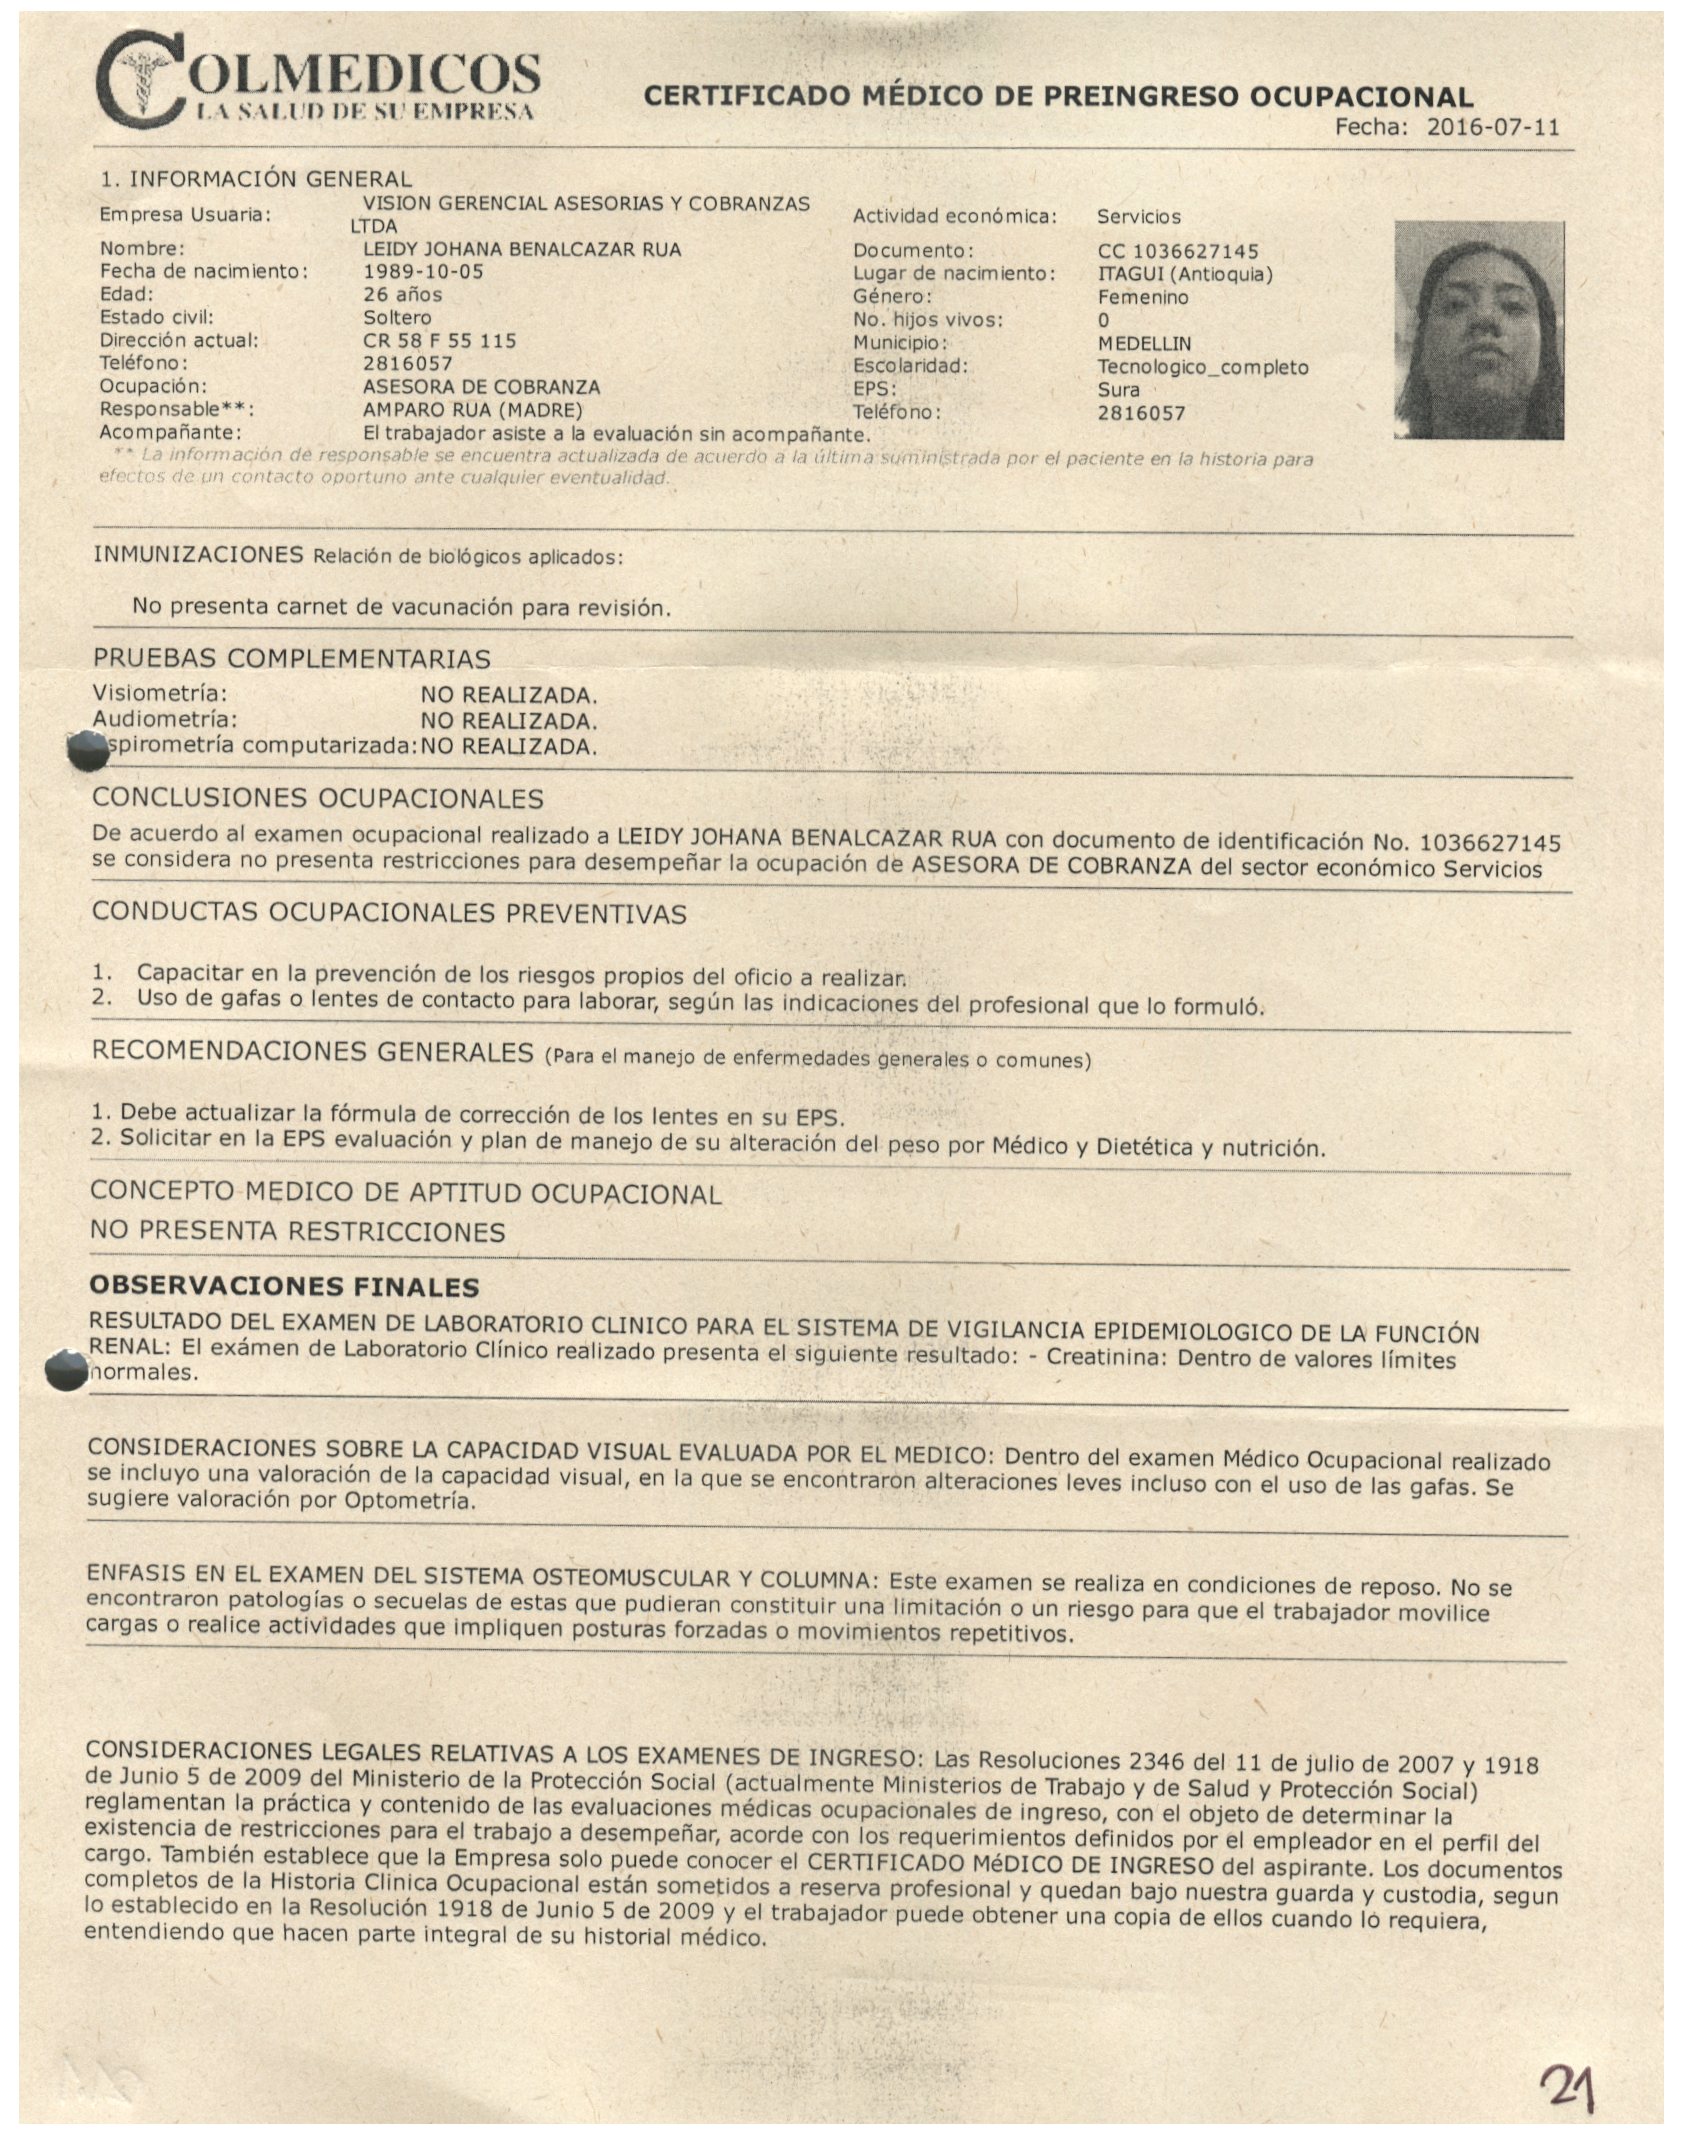 COLMEDICOS
LA SALUD DE SU EMPRESA
CERTIFICADO MÉDICO DE PREINGRESO OCUPACIONAL
Fecha: 2016-07-11
1. INFORMACIÓN GENERAL
Empresa Usuaria: VISION GERENCIAL ASESORIAS Y COBRANZAS LTDA Actividad económica: Servicios
Nombre: LEIDY JOHANA BENALCAZAR RUA Documento: CC 1036627145
Fecha de nacimiento: 1989-10-05 Lugar de nacimiento: ITAGUI (Antioquia)
Edad: 26 años Género: Femenino
Estado civil: Soltero No. hijos vivos: 0
Dirección actual: CR 58 F 55 115 Municipio: MEDELLIN
Teléfono: 2816057 Escolaridad: Tecnologico_completo
Ocupación: ASESORA DE COBRANZA EPS: Sura
Responsable**: AMPARO RUA (MADRE) Teléfono: 2816057
Acompañante: El trabajador asiste a la evaluación sin acompañante.
** La información de responsable se encuentra actualizada de acuerdo a la última suministrada por el paciente en la historia para
efectos de un contacto oportuno ante cualquier eventualidad.
INMUNIZACIONES Relación de biológicos aplicados:
No presenta carnet de vacunación para revisión.
PRUEBAS COMPLEMENTARIAS
Visiometría: NO REALIZADA.
Audiometría: NO REALIZADA.
spirometría computarizada: NO REALIZADA.
CONCLUSIONES OCUPACIONALES
De acuerdo al examen ocupacional realizado a LEIDY JOHANA BENALCAZAR RUA con documento de identificación No. 1036627145
se considera no presenta restricciones para desempeñar la ocupación de ASESORA DE COBRANZA del sector económico Servicios
CONDUCTAS OCUPACIONALES PREVENTIVAS
1. Capacitar en la prevención de los riesgos propios del oficio a realizar.
2. Uso de gafas o lentes de contacto para laborar, según las indicaciones del profesional que lo formuló.
RECOMENDACIONES GENERALES (Para el manejo de enfermedades generales o comunes)
1. Debe actualizar la fórmula de corrección de los lentes en su EPS.
2. Solicitar en la EPS evaluación y plan de manejo de su alteración del peso por Médico y Dietética y nutrición.
CONCEPTO MEDICO DE APTITUD OCUPACIONAL
NO PRESENTA RESTRICCIONES
OBSERVACIONES FINALES
RESULTADO DEL EXAMEN DE LABORATORIO CLINICO PARA EL SISTEMA DE VIGILANCIA EPIDEMIOLOGICO DE LA FUNCIÓN
RENAL: El exámen de Laboratorio Clínico realizado presenta el siguiente resultado: - Creatinina: Dentro de valores límites
normales.
CONSIDERACIONES SOBRE LA CAPACIDAD VISUAL EVALUADA POR EL MEDICO: Dentro del examen Médico Ocupacional realizado
se incluyo una valoración de la capacidad visual, en la que se encontraron alteraciones leves incluso con el uso de las gafas. Se
sugiere valoración por Optometría.
ENFASIS EN EL EXAMEN DEL SISTEMA OSTEOMUSCULAR Y COLUMNA: Este examen se realiza en condiciones de reposo. No se
encontraron patologías o secuelas de estas que pudieran constituir una limitación o un riesgo para que el trabajador movilice
cargas o realice actividades que impliquen posturas forzadas o movimientos repetitivos.
CONSIDERACIONES LEGALES RELATIVAS A LOS EXAMENES DE INGRESO: Las Resoluciones 2346 del 11 de julio de 2007 y 1918
de Junio 5 de 2009 del Ministerio de la Protección Social (actualmente Ministerios de Trabajo y de Salud y Protección Social)
reglamentan la práctica y contenido de las evaluaciones médicas ocupacionales de ingreso, con el objeto de determinar la
existencia de restricciones para el trabajo a desempeñar, acorde con los requerimientos definidos por el empleador en el perfil del
cargo. También establece que la Empresa solo puede conocer el CERTIFICADO MéDICO DE INGRESO del aspirante. Los documentos
completos de la Historia Clinica Ocupacional están sometidos a reserva profesional y quedan bajo nuestra guarda y custodia, segun
lo establecido en la Resolución 1918 de Junio 5 de 2009 y el trabajador puede obtener una copia de ellos cuando lo requiera,
entendiendo que hacen parte integral de su historial médico.
21